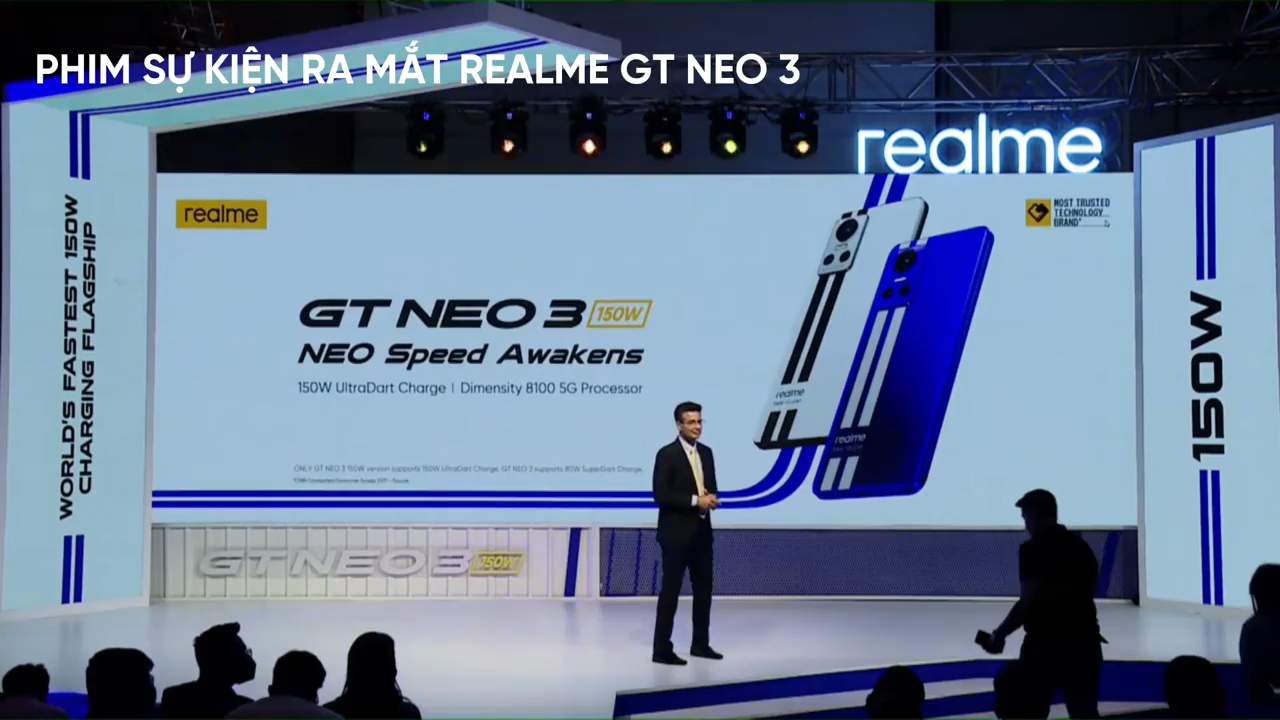 PHIM SỰ KIỆN RA MẮT REALME GT NEO 3
realme
realme
MOST TRUSTED
TECHNOLOGY
BRAND*
WORLD'S FASTEST 150W
CHARGING FLAGSHIP
GT NEO 3 150W
NEO Speed Awakens
150W UltraDart Charge | Dimensity 8100 5G Processor
realme
realme
150W
ONLY GT NEO 3 150W version supports 150W UltraDart Charge, GT NEO 3 supports 80W SuperDart Charge.
GT NEO 3 150W